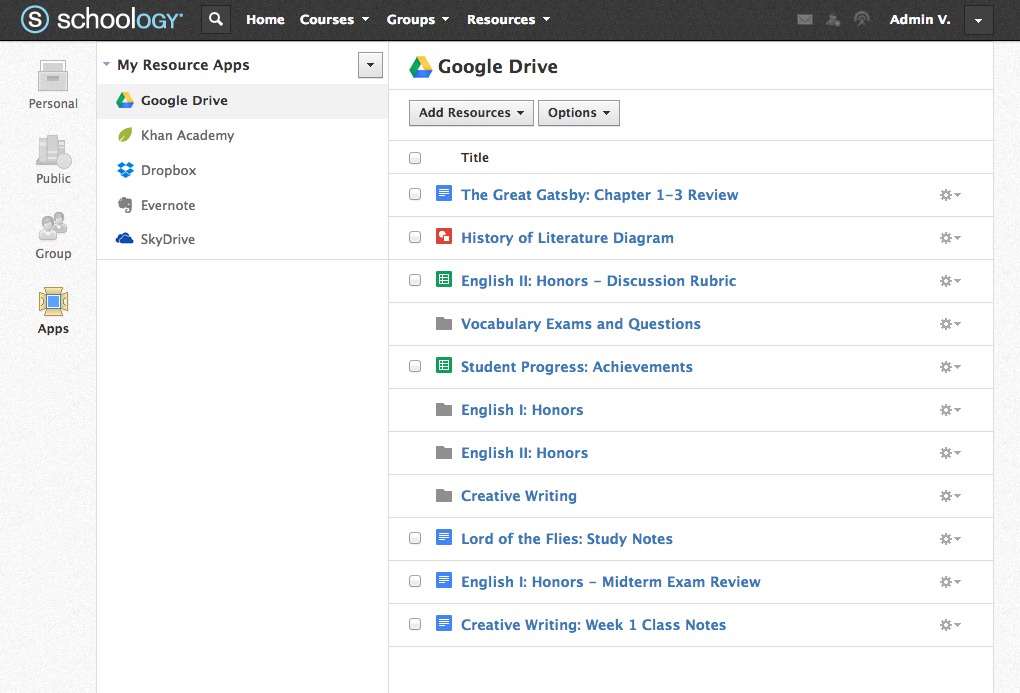 schoology
Home Courses Groups Resources Admin V.
Personal
Public
Group
Apps
My Resource Apps
Google Drive
Khan Academy
Dropbox
Evernote
SkyDrive
Google Drive
Add Resources Options
Title
The Great Gatsby: Chapter 1–3 Review
History of Literature Diagram
English II: Honors – Discussion Rubric
Vocabulary Exams and Questions
Student Progress: Achievements
English I: Honors
English II: Honors
Creative Writing
Lord of the Flies: Study Notes
English I: Honors – Midterm Exam Review
Creative Writing: Week 1 Class Notes